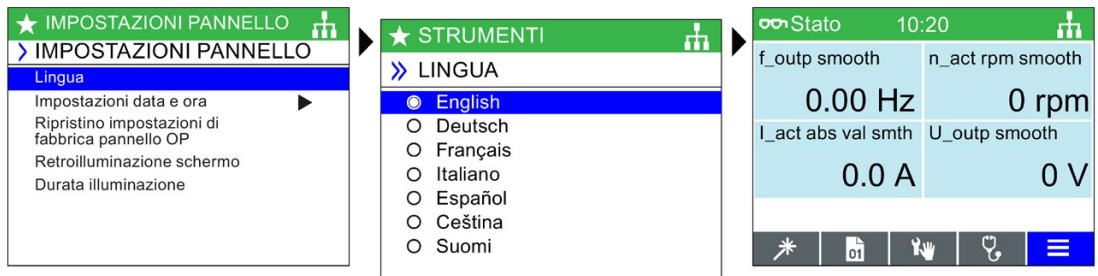 IMPOSTAZIONI PANNELLO
> IMPOSTAZIONI PANNELLO
Lingua
Impostazioni data e ora
Ripristino impostazioni di
fabbrica pannello OP
Retroilluminazione schermo
Durata illuminazione
STRUMENTI
>> LINGUA
English
Deutsch
Français
Italiano
Español
Ceština
Suomi
Stato 10:20
f_outp smooth n_act rpm smooth
0.00 Hz 0 rpm
I_act abs val smth U_outp smooth
0.0 A 0 V
01